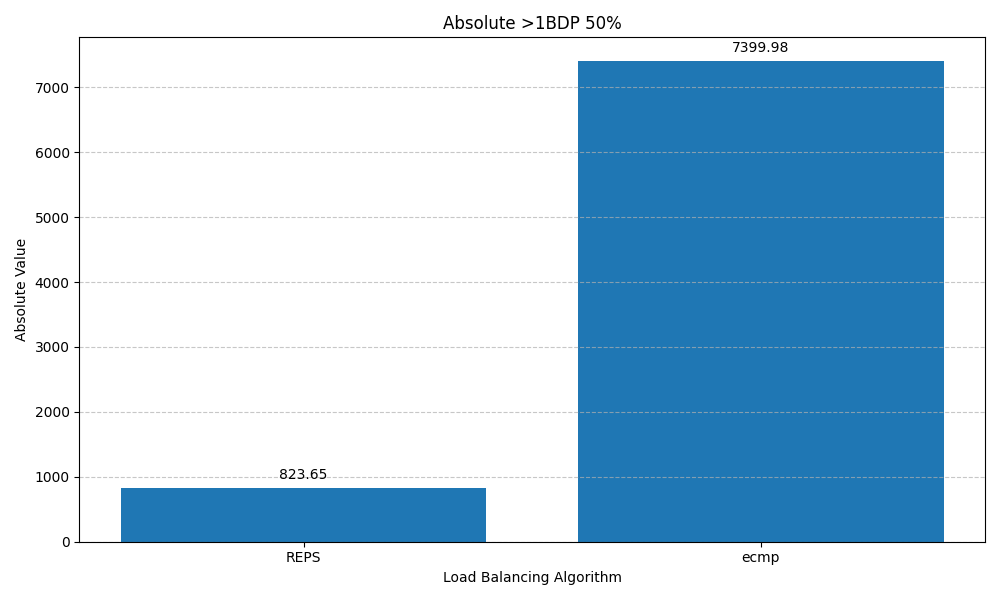 Absolute >1BDP 50%
7399.98
7000
6000
5000
4000
3000
2000
1000
0
Absolute Value
823.65
REPS
ecmp
Load Balancing Algorithm